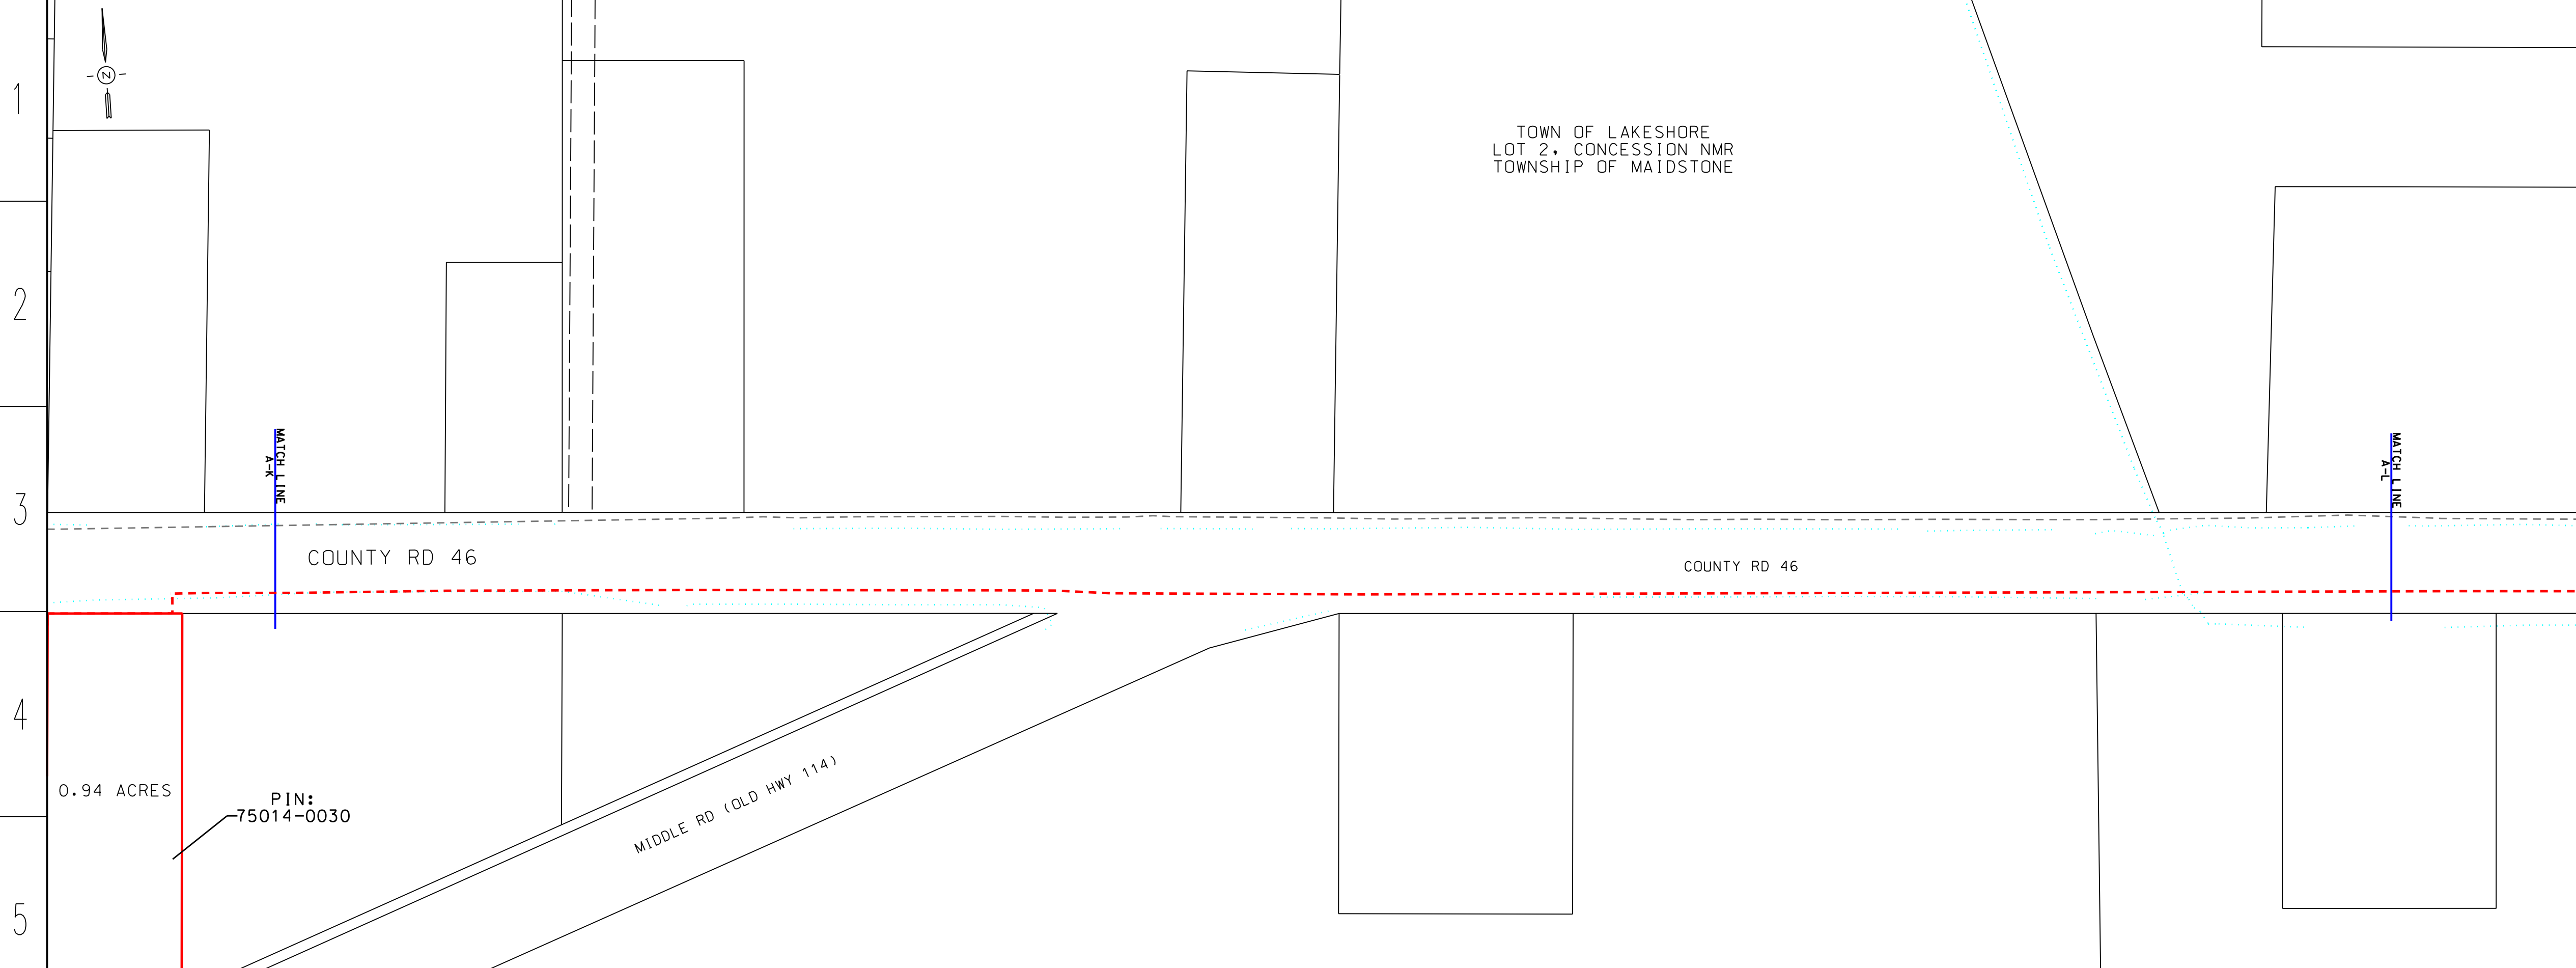 N
1
TOWN OF LAKESHORE
LOT 2, CONCESSION NMR
TOWNSHIP OF MAIDSTONE
2
MATCH LINE
A-K
MATCH LINE
A-L
3
COUNTY RD 46
COUNTY RD 46
4
MIDDLE RD (OLD HWY 114)
0.94 ACRES
PIN:
75014-0030
5